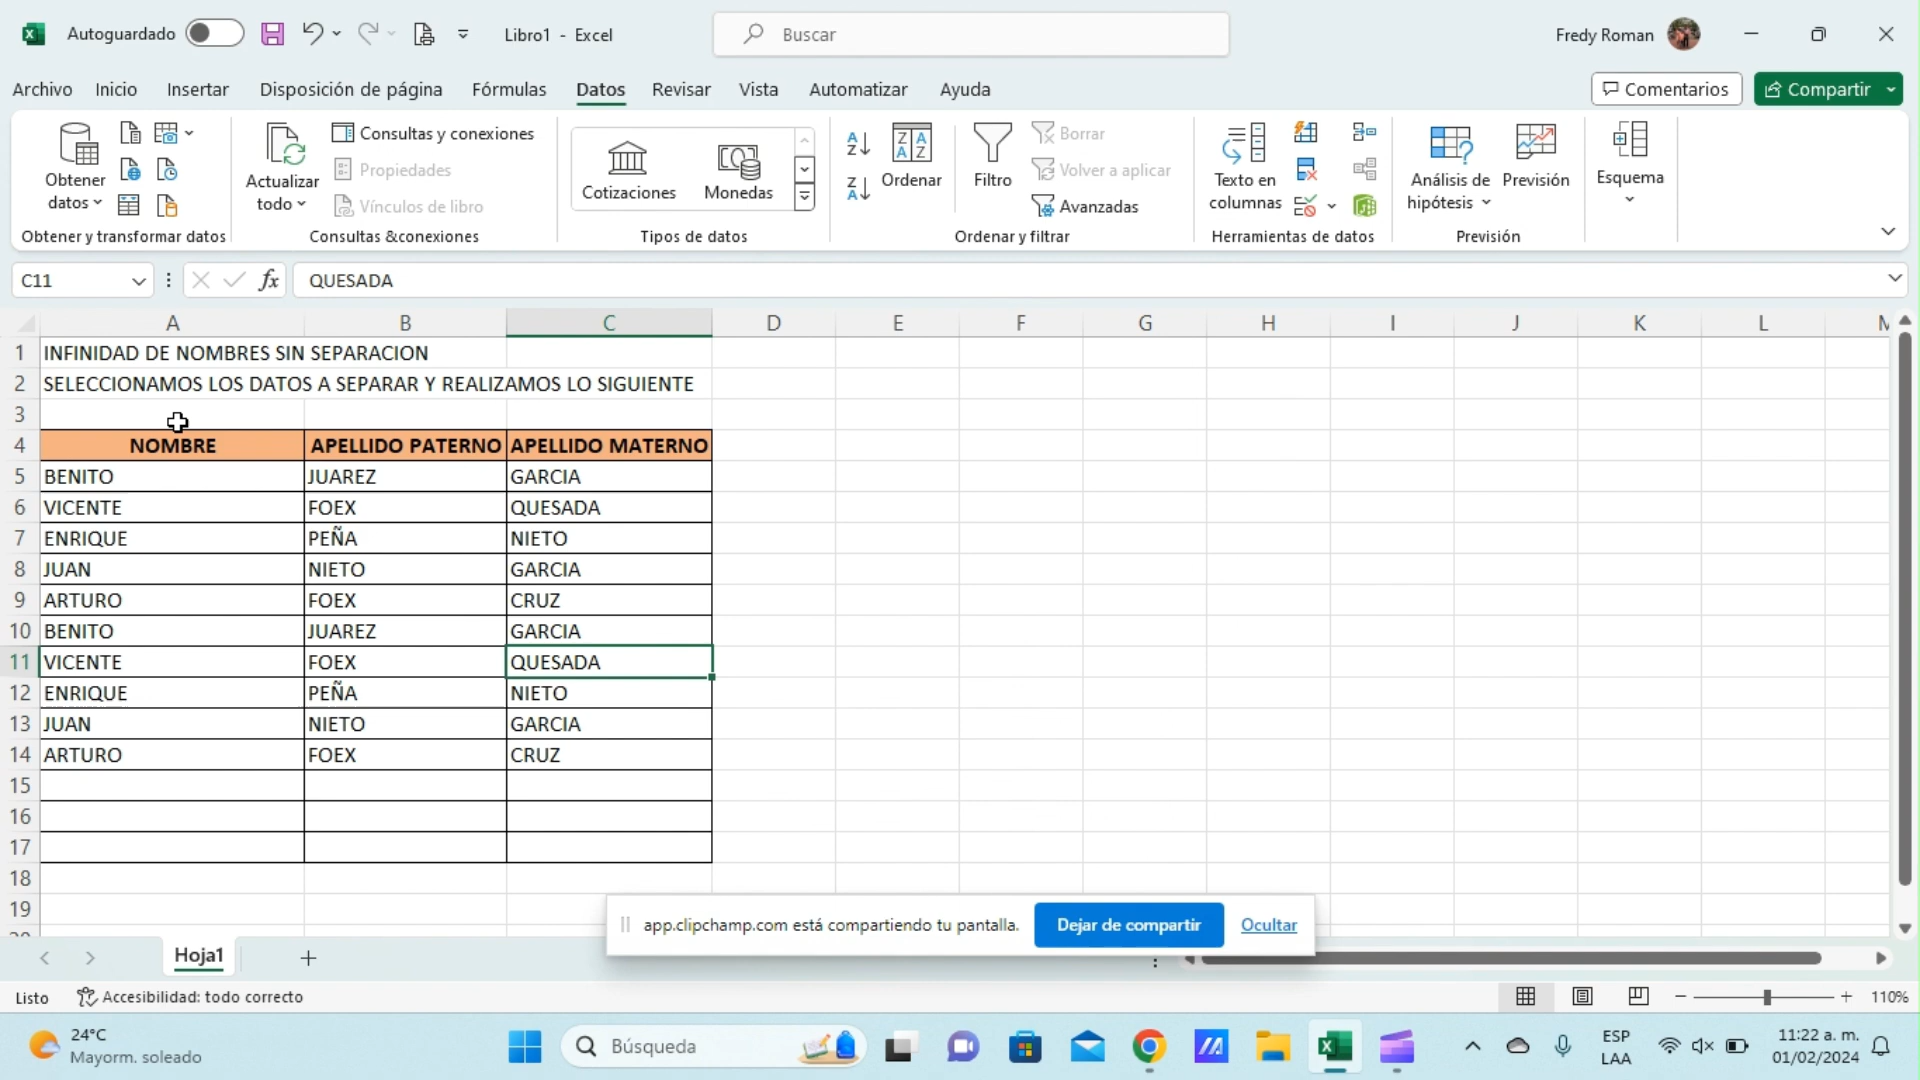 Autoguardado
Libro1 - Excel
Buscar
Fredy Roman
Archivo Inicio Insertar Disposición de página Fórmulas Datos Revisar Vista Automatizar Ayuda
Comentarios Compartir
Obtener datos
Obtener y transformar datos
Actualizar todo
Consultas y conexiones
Propiedades
Vínculos de libro
Consultas &conexiones
Cotizaciones Monedas
Tipos de datos
Ordenar
Filtro
Borrar
Volver a aplicar
Avanzadas
Ordenar y filtrar
Texto en columnas
Herramientas de datos
Análisis de hipótesis
Previsión
Previsión
Esquema
C11 fx QUESADA
A B C D E F G H I J K L M
1 INFINIDAD DE NOMBRES SIN SEPARACION
2 SELECCIONAMOS LOS DATOS A SEPARAR Y REALIZAMOS LO SIGUIENTE
3
4 NOMBRE APELLIDO PATERNO APELLIDO MATERNO
5 BENITO JUAREZ GARCIA
6 VICENTE FOEX QUESADA
7 ENRIQUE PEÑA NIETO
8 JUAN NIETO GARCIA
9 ARTURO FOEX CRUZ
10 BENITO JUAREZ GARCIA
11 VICENTE FOEX QUESADA
12 ENRIQUE PEÑA NIETO
13 JUAN NIETO GARCIA
14 ARTURO FOEX CRUZ
15
16
17
18
19
app.clipchamp.com está compartiendo tu pantalla. Dejar de compartir Ocultar
Hoja1
Listo Accesibilidad: todo correcto 110%
24°C
Mayorm. soleado
Búsqueda
ESP
LAA
11:22 a. m.
01/02/2024